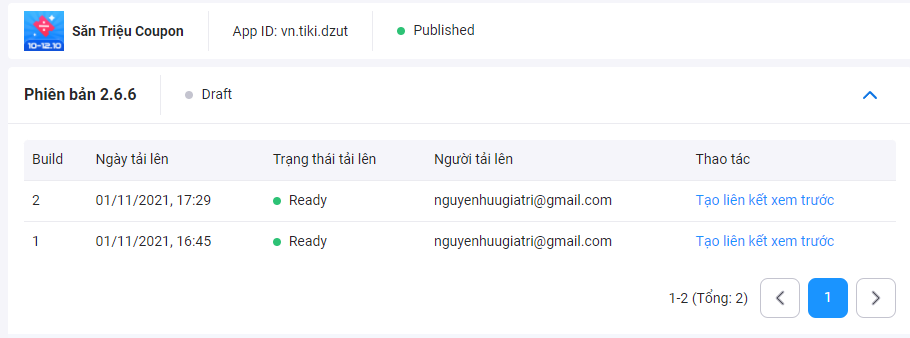 10-12.10
Săn Triệu Coupon App ID: vn.tiki.dzut Published
Phiên bản 2.6.6 Draft
Build Ngày tải lên Trạng thái tải lên Người tải lên Thao tác
2 01/11/2021, 17:29 Ready nguyenhuugiatri@gmail.com Tạo liên kết xem trước
1 01/11/2021, 16:45 Ready nguyenhuugiatri@gmail.com Tạo liên kết xem trước
1-2 (Tổng: 2) 1